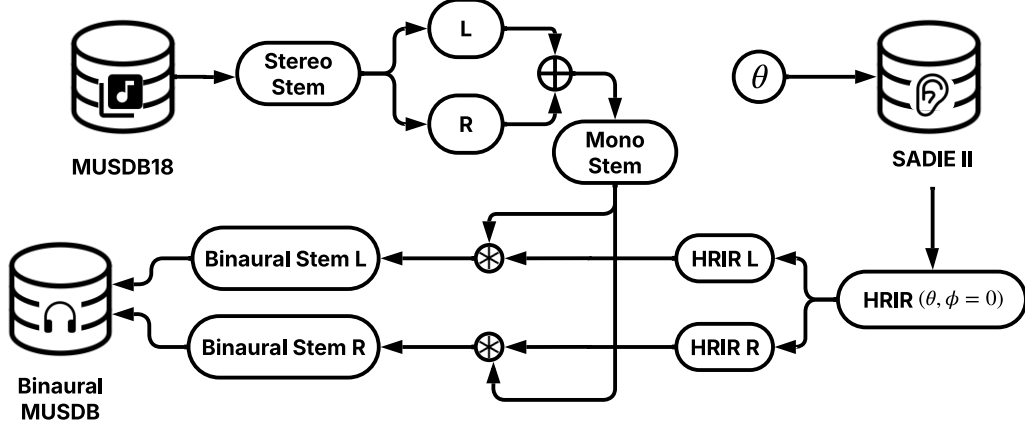 L
Stereo
Stem
θ
R
MUSDB18
Mono
Stem
SADIE II
Binaural Stem L
HRIR L
HRIR (θ, ϕ = 0)
Binaural Stem R
HRIR R
Binaural
MUSDB